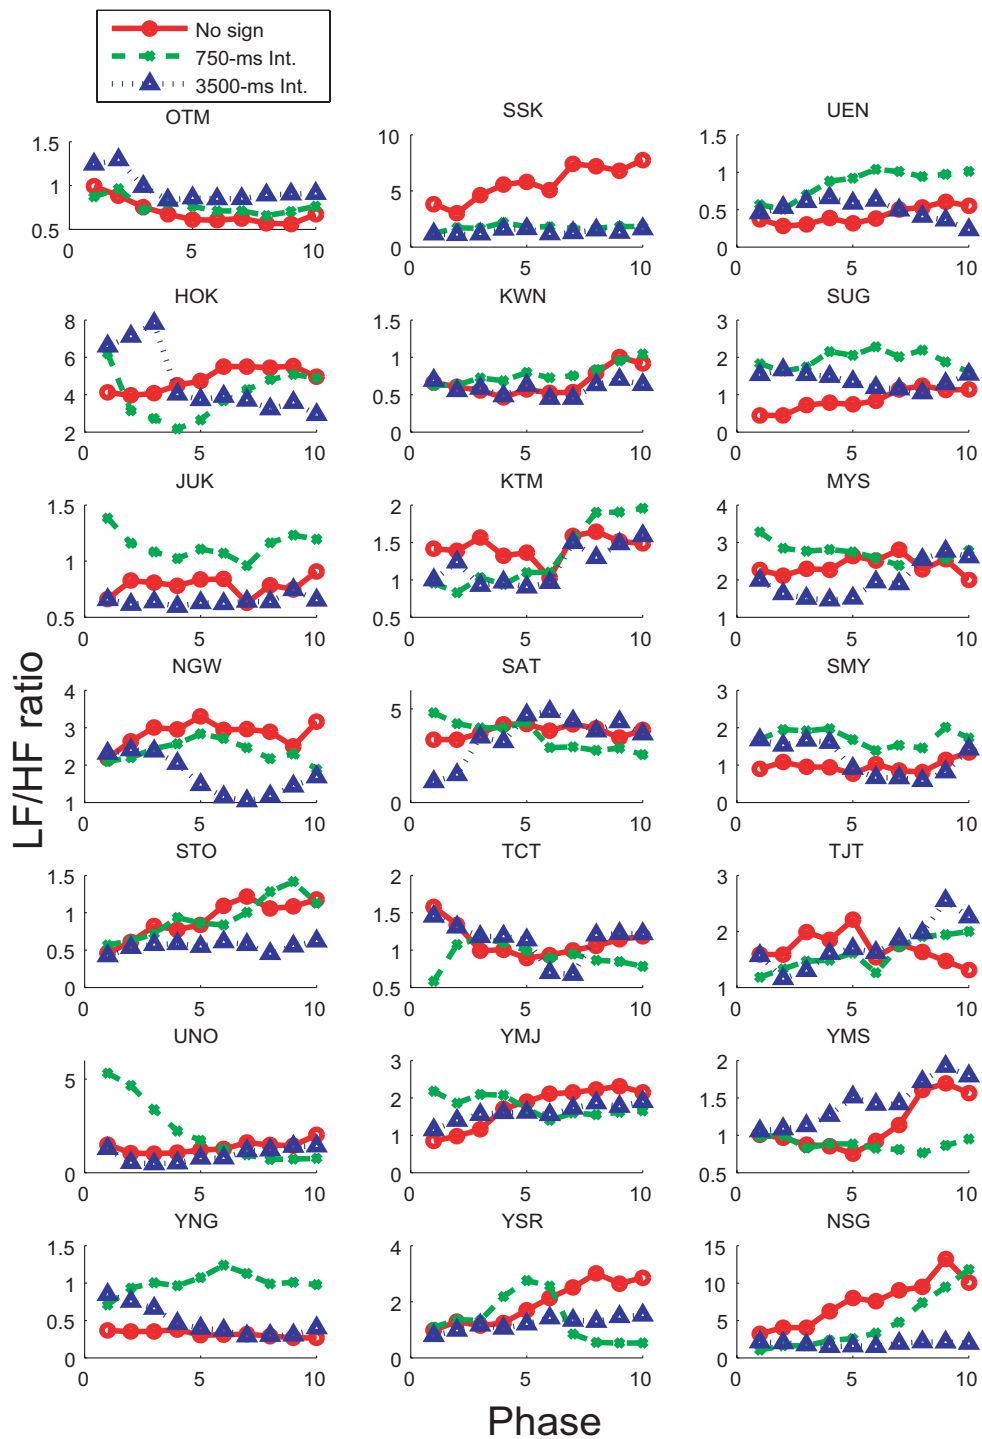 No sign
750-ms Int.
3500-ms Int.
OTM
SSK
UEN
1.5
1
0.5
0 5 10
10
5
0
0 5 10
1.5
1
0.5
0
0 5 10
HOK
KWN
SUG
8
6
4
2
0 5 10
1.5
1
0.5
0
0 5 10
3
2
1
0
0 5 10
JUK
KTM
MYS
1.5
1
0.5
0 5 10
2
1.5
1
0.5
0 5 10
4
3
2
1
0 5 10
NGW
SAT
SMY
4
3
2
1
0 5 10
5
0
0 5 10
3
2
1
0
0 5 10
LF/HF ratio
STO
TCT
TJT
1.5
1
0.5
0
0 5 10
2
1.5
1
0.5
0 5 10
3
2
1
0 5 10
UNO
YMJ
YMS
5
0
0 5 10
3
2
1
0
0 5 10
2
1.5
1
0.5
0 5 10
YNG
YSR
NSG
1.5
1
0.5
0
0 5 10
4
2
0
0 5 10
15
10
5
0
0 5 10
Phase